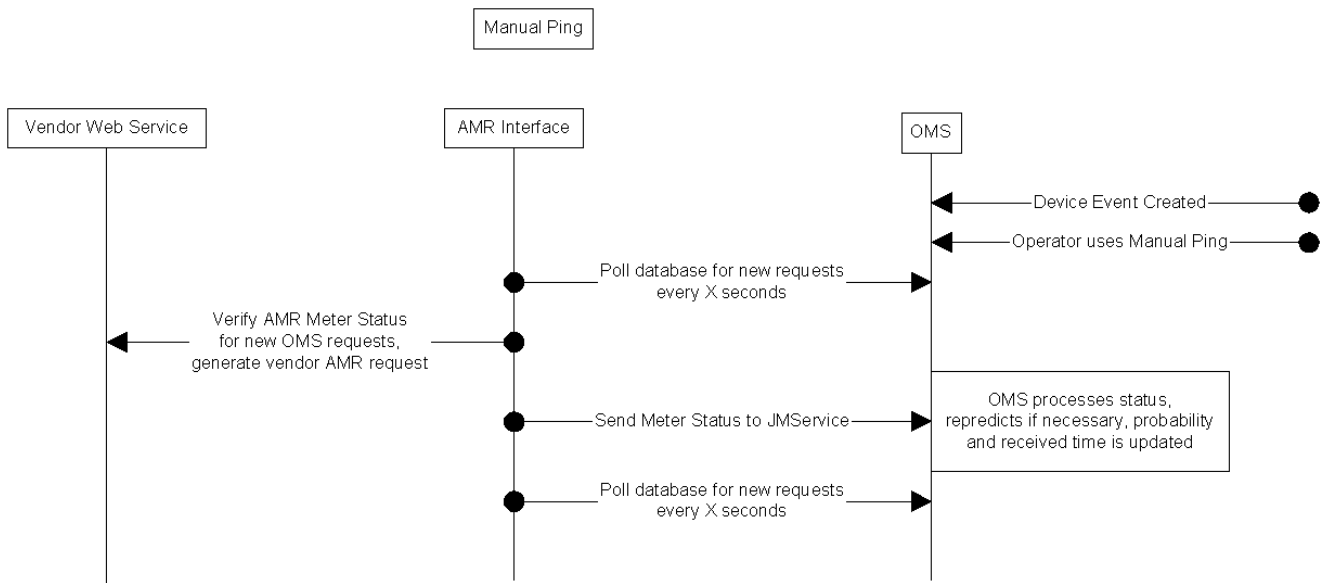 Manual Ping
Vendor Web Service
AMR Interface
OMS
Device Event Created
Operator uses Manual Ping
Poll database for new requests
every X seconds
Verify AMR Meter Status
for new OMS requests,
generate vendor AMR request
Send Meter Status to JMService
OMS processes status,
repredicts if necessary, probability
and received time is updated
Poll database for new requests
every X seconds